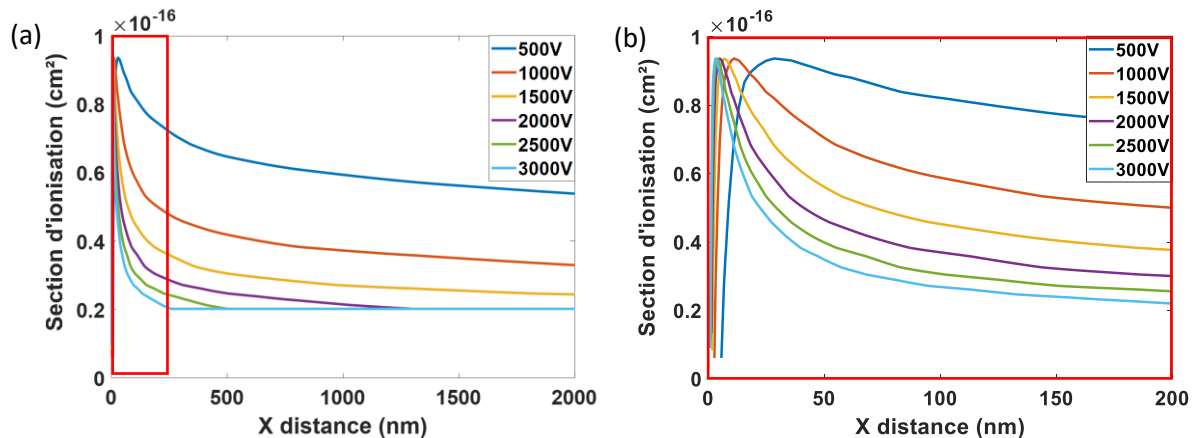 (a)
×10⁻¹⁶
Section d'ionisation (cm²)
1
0.8
0.6
0.4
0.2
0
0 500 1000 1500 2000
X distance (nm)
500V
1000V
1500V
2000V
2500V
3000V
(b)
×10⁻¹⁶
Section d'ionisation (cm²)
1
0.8
0.6
0.4
0.2
0
0 50 100 150 200
X distance (nm)
500V
1000V
1500V
2000V
2500V
3000V